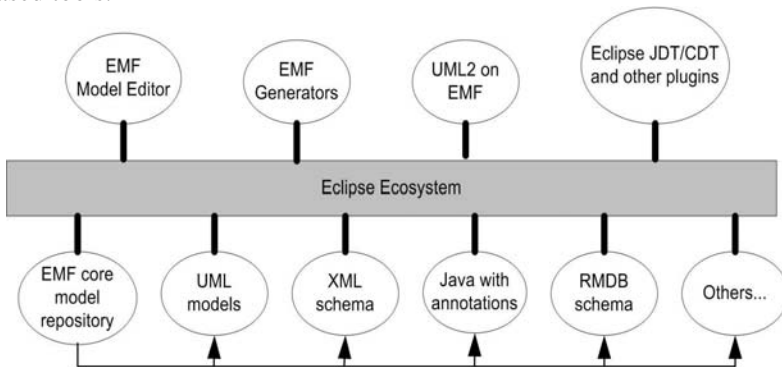 EMF
Model Editor
EMF
Generators
UML2 on
EMF
Eclipse JDT/CDT
and other plugins
Eclipse Ecosystem
EMF core
model
repository
UML
models
XML
schema
Java with
annotations
RMDB
schema
Others...